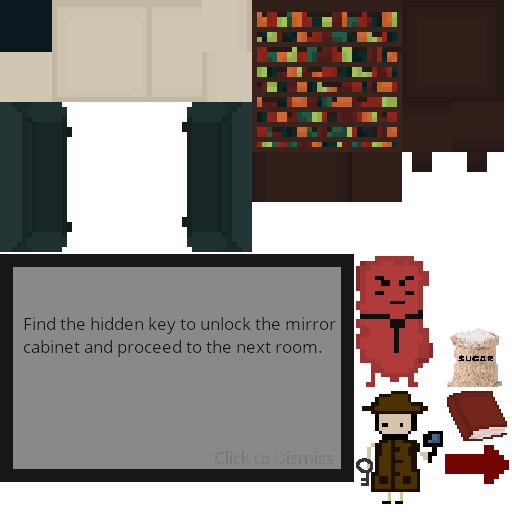 Find the hidden key to unlock the mirror
cabinet and proceed to the next room.
SUGAR
Click to Dismiss